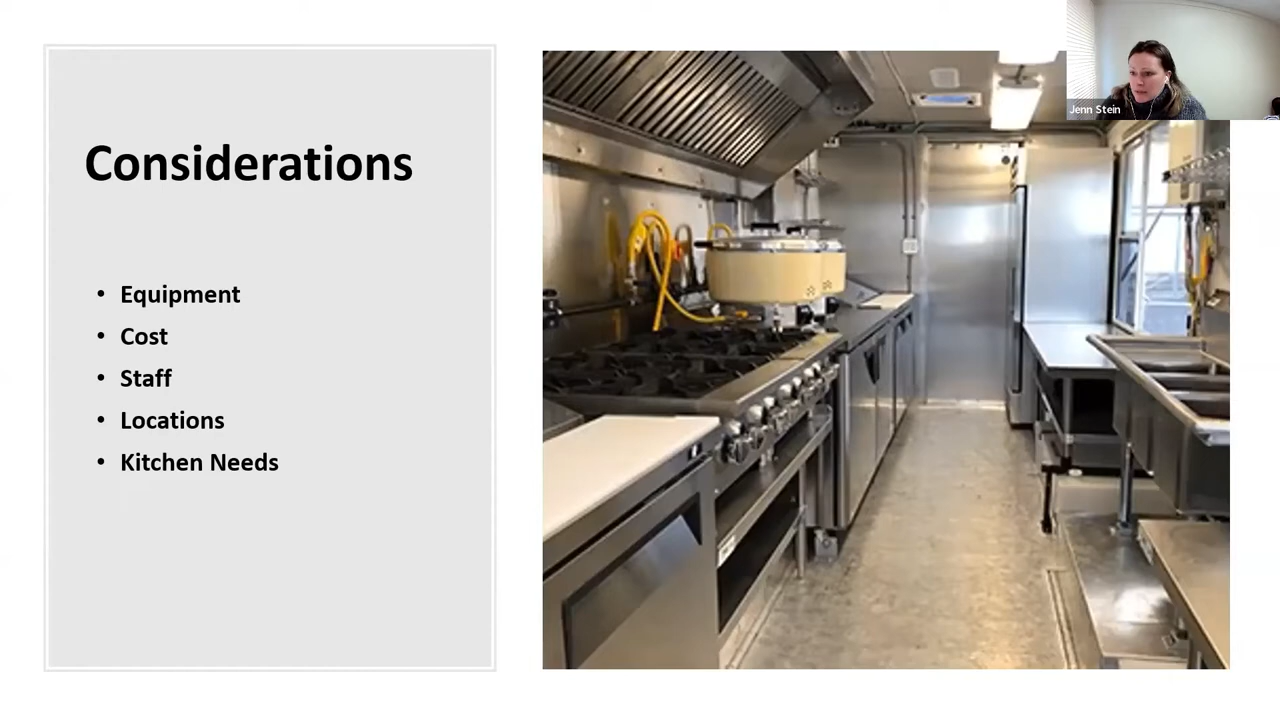 Jenn Stein
Considerations
• Equipment
• Cost
• Staff
• Locations
• Kitchen Needs